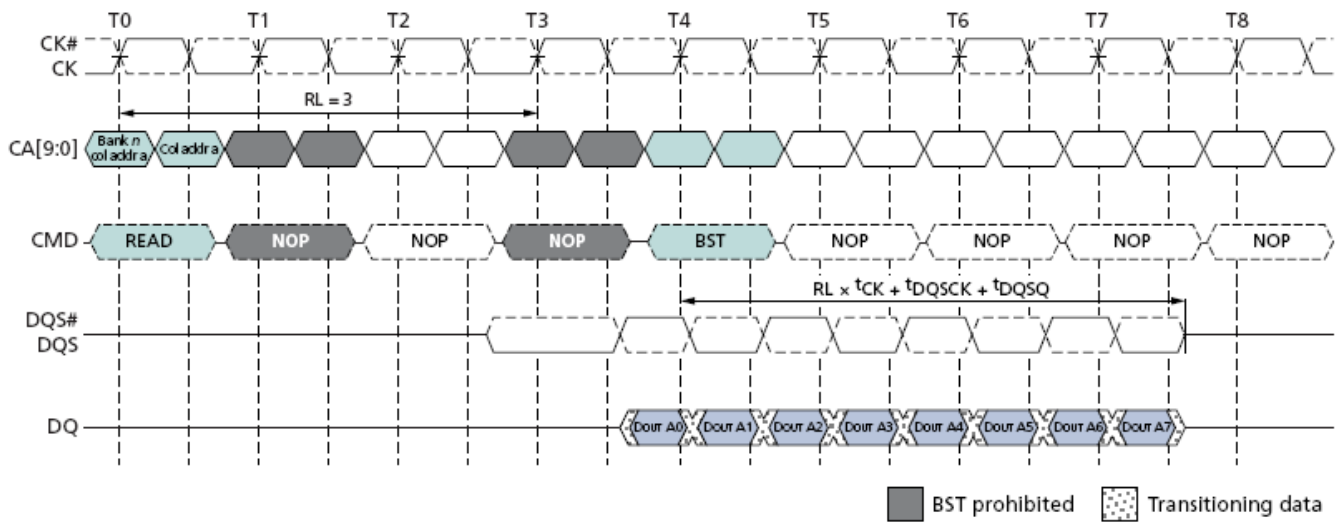 T0 T1 T2 T3 T4 T5 T6 T7 T8
CK#
CK
RL = 3
CA[9:0] Bank n col addr a Col addr a
CMD READ NOP NOP NOP BST NOP NOP NOP NOP
RL × tCK + tDQSCK + tDQSQ
DQS#
DQS
DQ DOUT A0 DOUT A1 DOUT A2 DOUT A3 DOUT A4 DOUT A5 DOUT A6 DOUT A7
BST prohibited Transitioning data